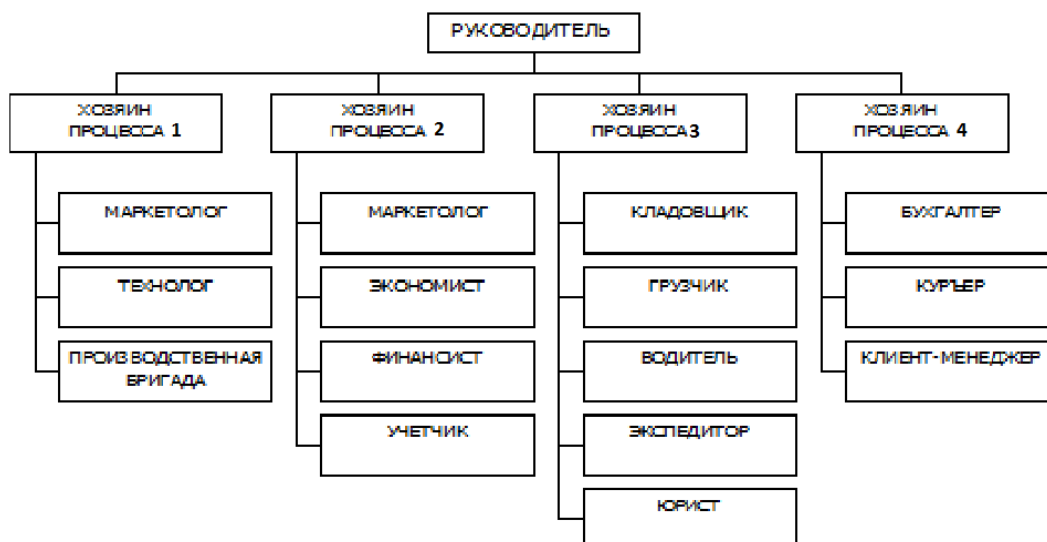 РУКОВОДИТЕЛЬ
ХОЗЯИН
ПРОЦЕССА 1
ХОЗЯИН
ПРОЦЕССА 2
ХОЗЯИН
ПРОЦЕССА3
ХОЗЯИН
ПРОЦЕССА 4
МАРКЕТОЛОГ
ТЕХНОЛОГ
ПРОИЗВОДСТВЕННАЯ
БРИГАДА
МАРКЕТОЛОГ
ЭКОНОМИСТ
ФИНАНСИСТ
УЧЕТЧИК
КЛАДОВЩИК
ГРУЗЧИК
ВОДИТЕЛЬ
ЭКСПЕДИТОР
ЮРИСТ
БУХГАЛТЕР
КУРЪЕР
КЛИЕНТ-МЕНЕДЖЕР